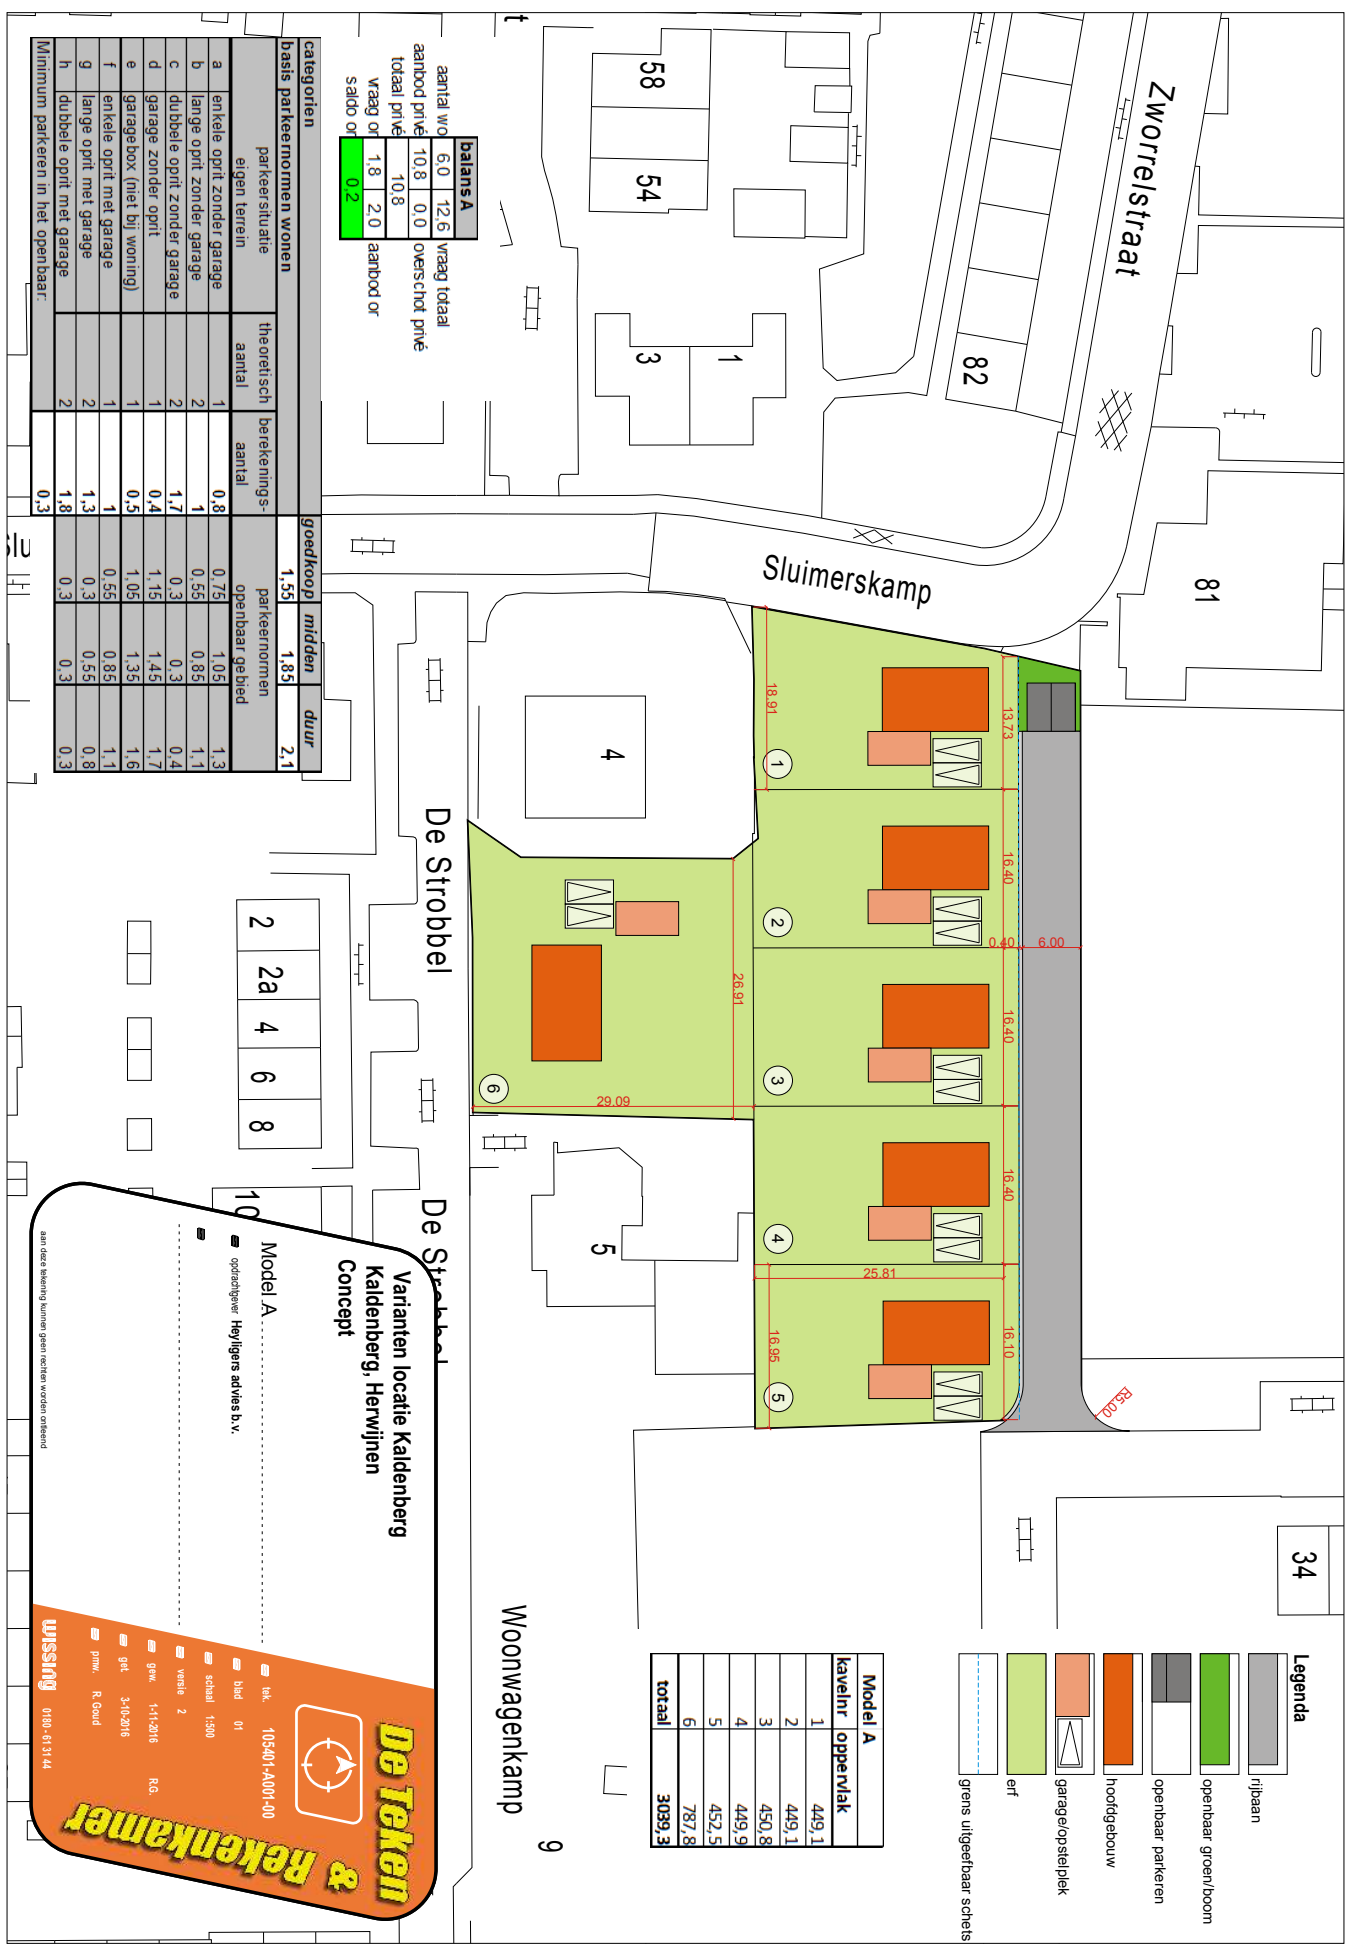 Zworrelstraat
Sluimerskamp
De Strobbel
De Strobbel
Woonwagenkamp
58
54
3
1
82
81
4
2
2a
4
6
8
10
5
34
9
18.91
13.73
16.40
0.40
6.00
16.40
16.40
16.10
25.81
16.95
26.91
29.09
R5.00
1
2
3
4
5
6
Legenda
rijbaan
openbaar groen/boom
openbaar parkeren
hoofdgebouw
garage/opstelplek
erf
grens uitgeefbaar schets
Model A
kavelnr oppervlak
1 449,1
2 449,1
3 450,8
4 449,9
5 452,5
6 787,8
totaal 3039,3
balans A
aantal wo 6,0 12,6 vraag totaal
aanbod privé 10,8 0,0 overschot privé
totaal privé 10,8
vraag or 1,8 2,0 aanbod or
saldo or 0,2
categorien goedkoop midden duur
basis parkeernormen wonen 1,55 1,85 2,1
parkeersituatie theoretisch berekenings- parkeernormen
eigen terrein aantal aantal openbaar gebied
a enkele oprit zonder garage 1 0,8 0,75 1,05 1,3
b lange oprit zonder garage 2 1 0,55 0,85 1,1
c dubbele oprit zonder garage 2 1,7 0,3 0,3 0,4
d garage zonder oprit 1 0,4 1,15 1,45 1,7
e garagebox (niet bij woning) 1 0,5 1,05 1,35 1,6
f enkele oprit met garage 1 1 0,55 0,85 1,1
g lange oprit met garage 2 1,3 0,3 0,55 0,8
h dubbele oprit met garage 2 1,8 0,3 0,3 0,3
Minimum parkeren in het openbaar: 0,3
Varianten locatie Kaldenberg
Kaldenberg, Herwijnen
Concept
Model A
opdrachtgever Heyligers advies b.v.
aan deze tekening kunnen geen rechten worden ontleend
De Teken
& Rekenkamer
tek. 105401-A001-00
blad 01
schaal 1:500
versie 2
gew. 1-11-2016 R.G.
get. 3-10-2016
pmw. R. Goud
wissing 0180-61 31 44